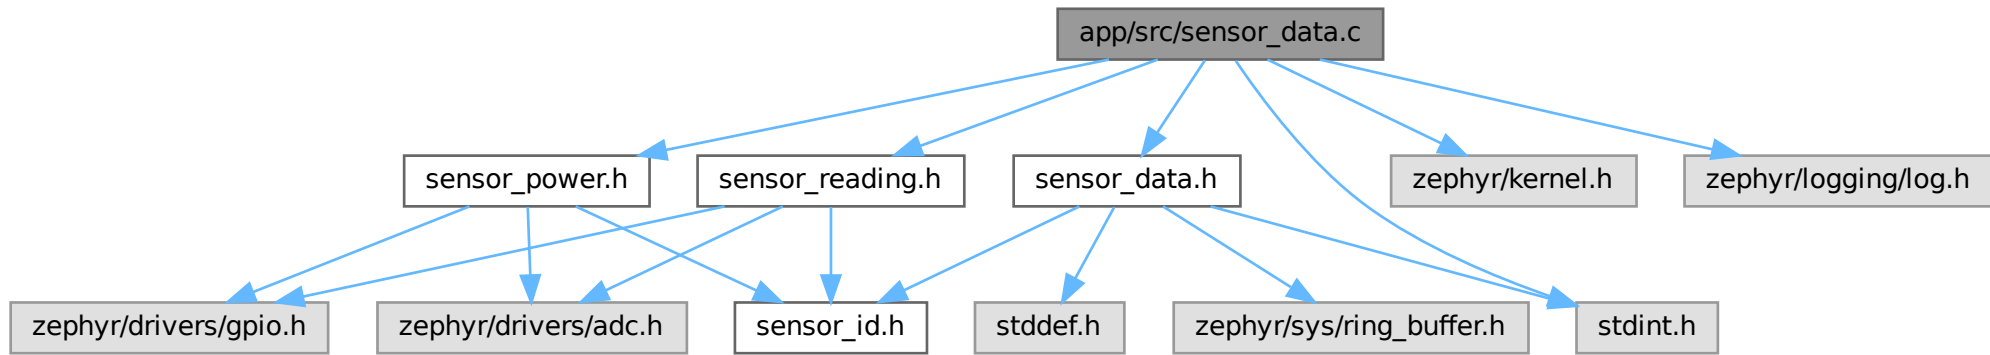 app/src/sensor_data.c
sensor_power.h
sensor_reading.h
sensor_data.h
zephyr/kernel.h
zephyr/logging/log.h
zephyr/drivers/gpio.h
zephyr/drivers/adc.h
sensor_id.h
stddef.h
zephyr/sys/ring_buffer.h
stdint.h